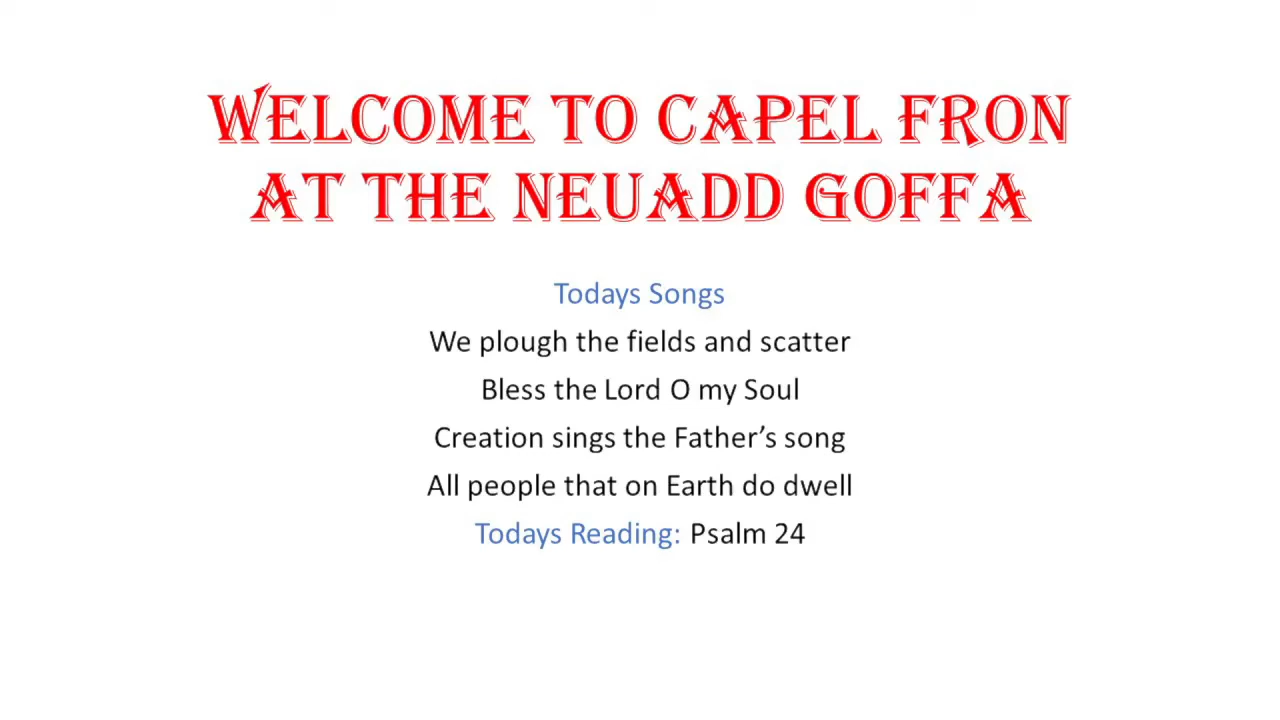 WELCOME TO CAPEL FRON
AT THE NEUADD GOFFA
Todays Songs
We plough the fields and scatter
Bless the Lord O my Soul
Creation sings the Father’s song
All people that on Earth do dwell
Todays Reading: Psalm 24